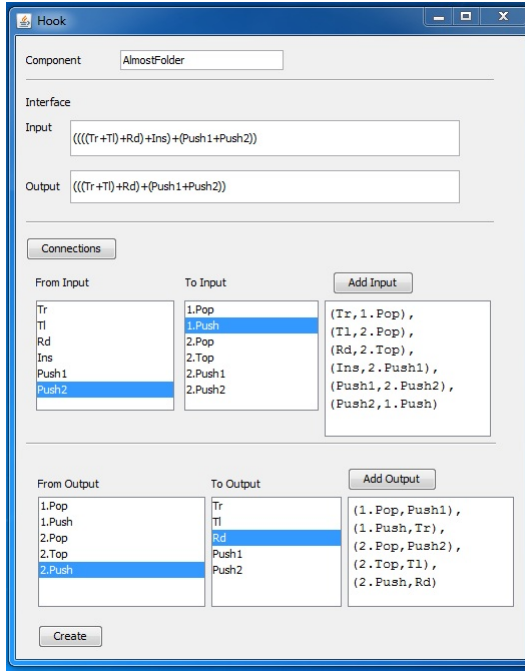 Hook
Component AlmostFolder
Interface
Input ((((Tr+Tl)+Rd)+Ins)+(Push1+Push2))
Output (((Tr+Tl)+Rd)+(Push1+Push2))
Connections
From Input
To Input
Add Input
Tr
Tl
Rd
Ins
Push1
Push2
1.Pop
1.Push
2.Pop
2.Top
2.Push1
2.Push2
(Tr,1.Pop),
(Tl,2.Pop),
(Rd,2.Top),
(Ins,2.Push1),
(Push1,2.Push2),
(Push2,1.Push)
From Output
To Output
Add Output
1.Pop
1.Push
2.Pop
2.Top
2.Push
Tr
Tl
Rd
Push1
Push2
(1.Pop,Push1),
(1.Push,Tr),
(2.Pop,Push2),
(2.Top,Tl),
(2.Push,Rd)
Create